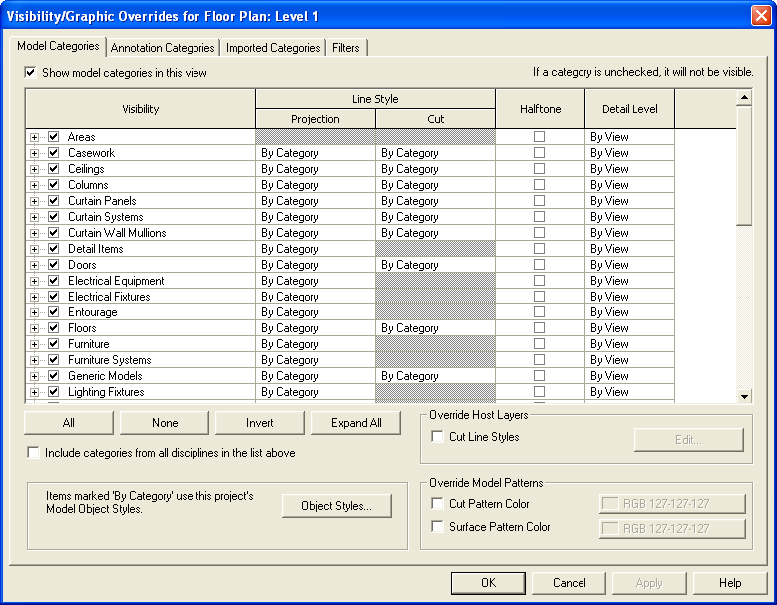 Visibility/Graphic Overrides for Floor Plan: Level 1
Model Categories Annotation Categories Imported Categories Filters
Show model categories in this view If a category is unchecked, it will not be visible.
Visibility Line Style Halftone Detail Level
Projection Cut
Areas By View
Casework By Category By Category By View
Ceilings By Category By Category By View
Columns By Category By Category By View
Curtain Panels By Category By Category By View
Curtain Systems By Category By Category By View
Curtain Wall Mullions By Category By Category By View
Detail Items By Category By View
Doors By Category By Category By View
Electrical Equipment By Category By View
Electrical Fixtures By Category By View
Entourage By Category By View
Floors By Category By Category By View
Furniture By Category By View
Furniture Systems By Category By View
Generic Models By Category By Category By View
Lighting Fixtures By Category By View
All None Invert Expand All
Override Host Layers
Cut Line Styles Edit...
Include categories from all disciplines in the list above
Items marked 'By Category' use this project's
Model Object Styles.
Object Styles...
Override Model Patterns
Cut Pattern Color RGB 127-127-127
Surface Pattern Color RGB 127-127-127
OK Cancel Apply Help